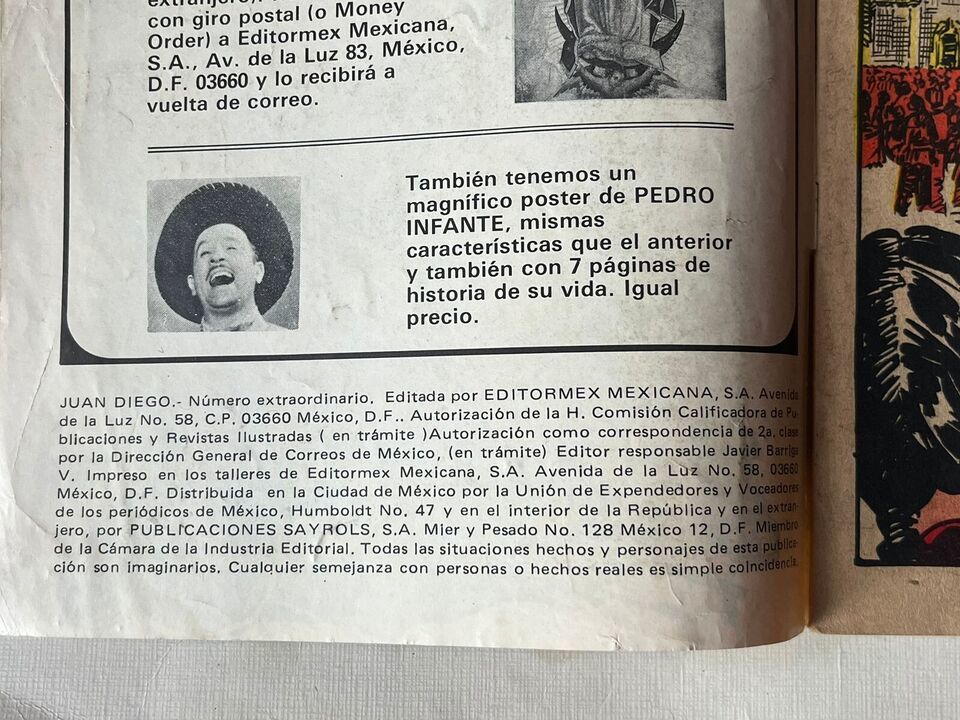 con giro postal (o Money
Order) a Editormex Mexicana,
S.A., Av. de la Luz 83, México,
D.F. 03660 y lo recibirá a
vuelta de correo.
También tenemos un
magnífico poster de PEDRO
INFANTE, mismas
características que el anterior
y también con 7 páginas de
historia de su vida. Igual
precio.
JUAN DIEGO.- Número extraordinario. Editada por EDITORMEX MEXICANA, S.A. Avenida
de la Luz No. 58, C.P. 03660 México, D.F.. Autorización de la H. Comisión Calificadora de Pu-
blicaciones y Revistas Ilustradas ( en trámite )Autorización como correspondencia de 2a, clase
por la Dirección General de Correos de México, (en trámite) Editor responsable Javier Barriga
V. Impreso en los talleres de Editormex Mexicana, S.A. Avenida de la Luz No. 58, 03660
México, D.F. Distribuida en la Ciudad de México por la Unión de Expendedores y Voceadores
de los periódicos de México, Humboldt No. 47 y en el interior de la República y en el extran-
jero, por PUBLICACIONES SAYROLS, S.A. Mier y Pesado No. 128 México 12, D.F. Miembro
de la Cámara de la Industria Editorial. Todas las situaciones hechos y personajes de esta publica-
ción son imaginarios. Cualquier semejanza con personas o hechos reales es simple coincidencia.